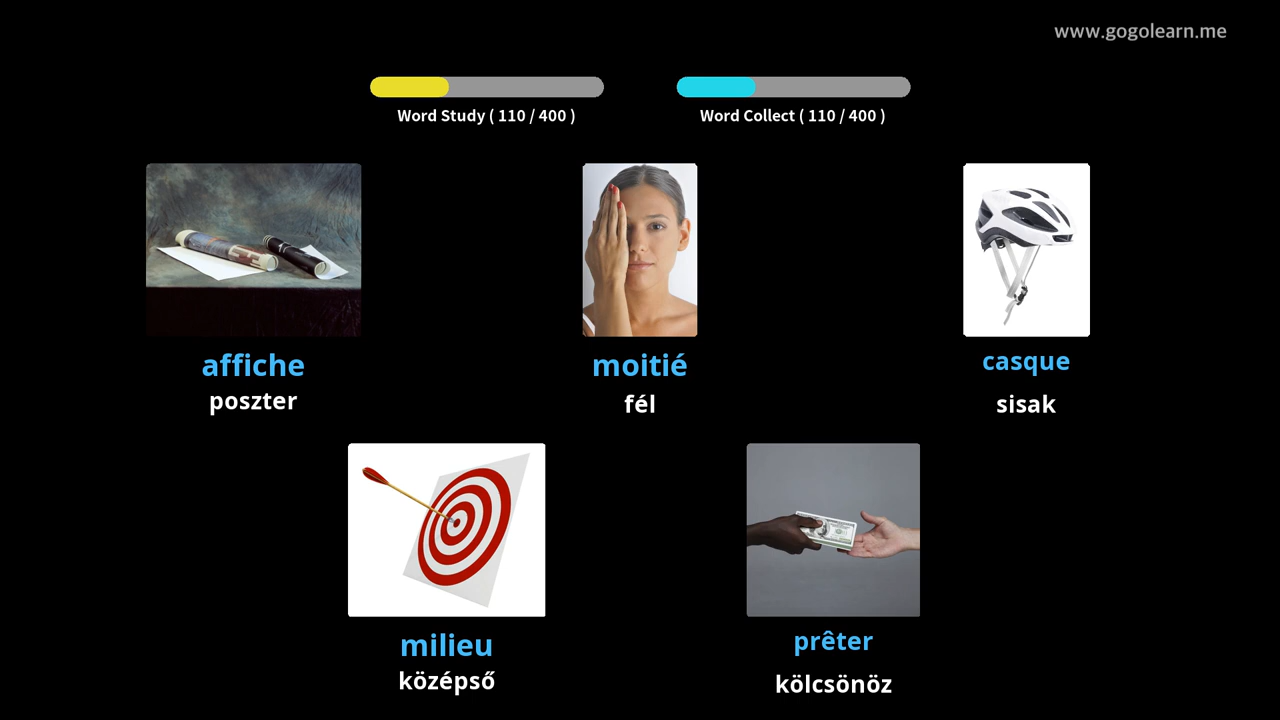 www.gogolearn.me
Word Study ( 110 / 400 )
Word Collect ( 110 / 400 )
affiche
poszter
moitié
fél
casque
sisak
milieu
középső
prêter
kölcsönöz